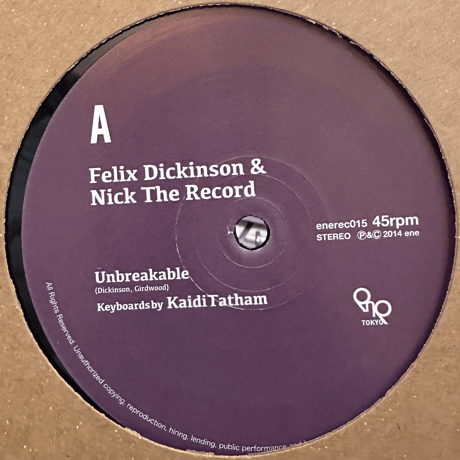 A
Felix Dickinson &
Nick The Record
enerec015 45rpm
STEREO Ⓟ&© 2014 ene
Unbreakable
(Dickinson, Girdwood)
Keyboards by Kaidi Tatham
ene
TOKYO
All Rights Reserved. Unauthorized copying, reproduction, hiring, lending, public performance and